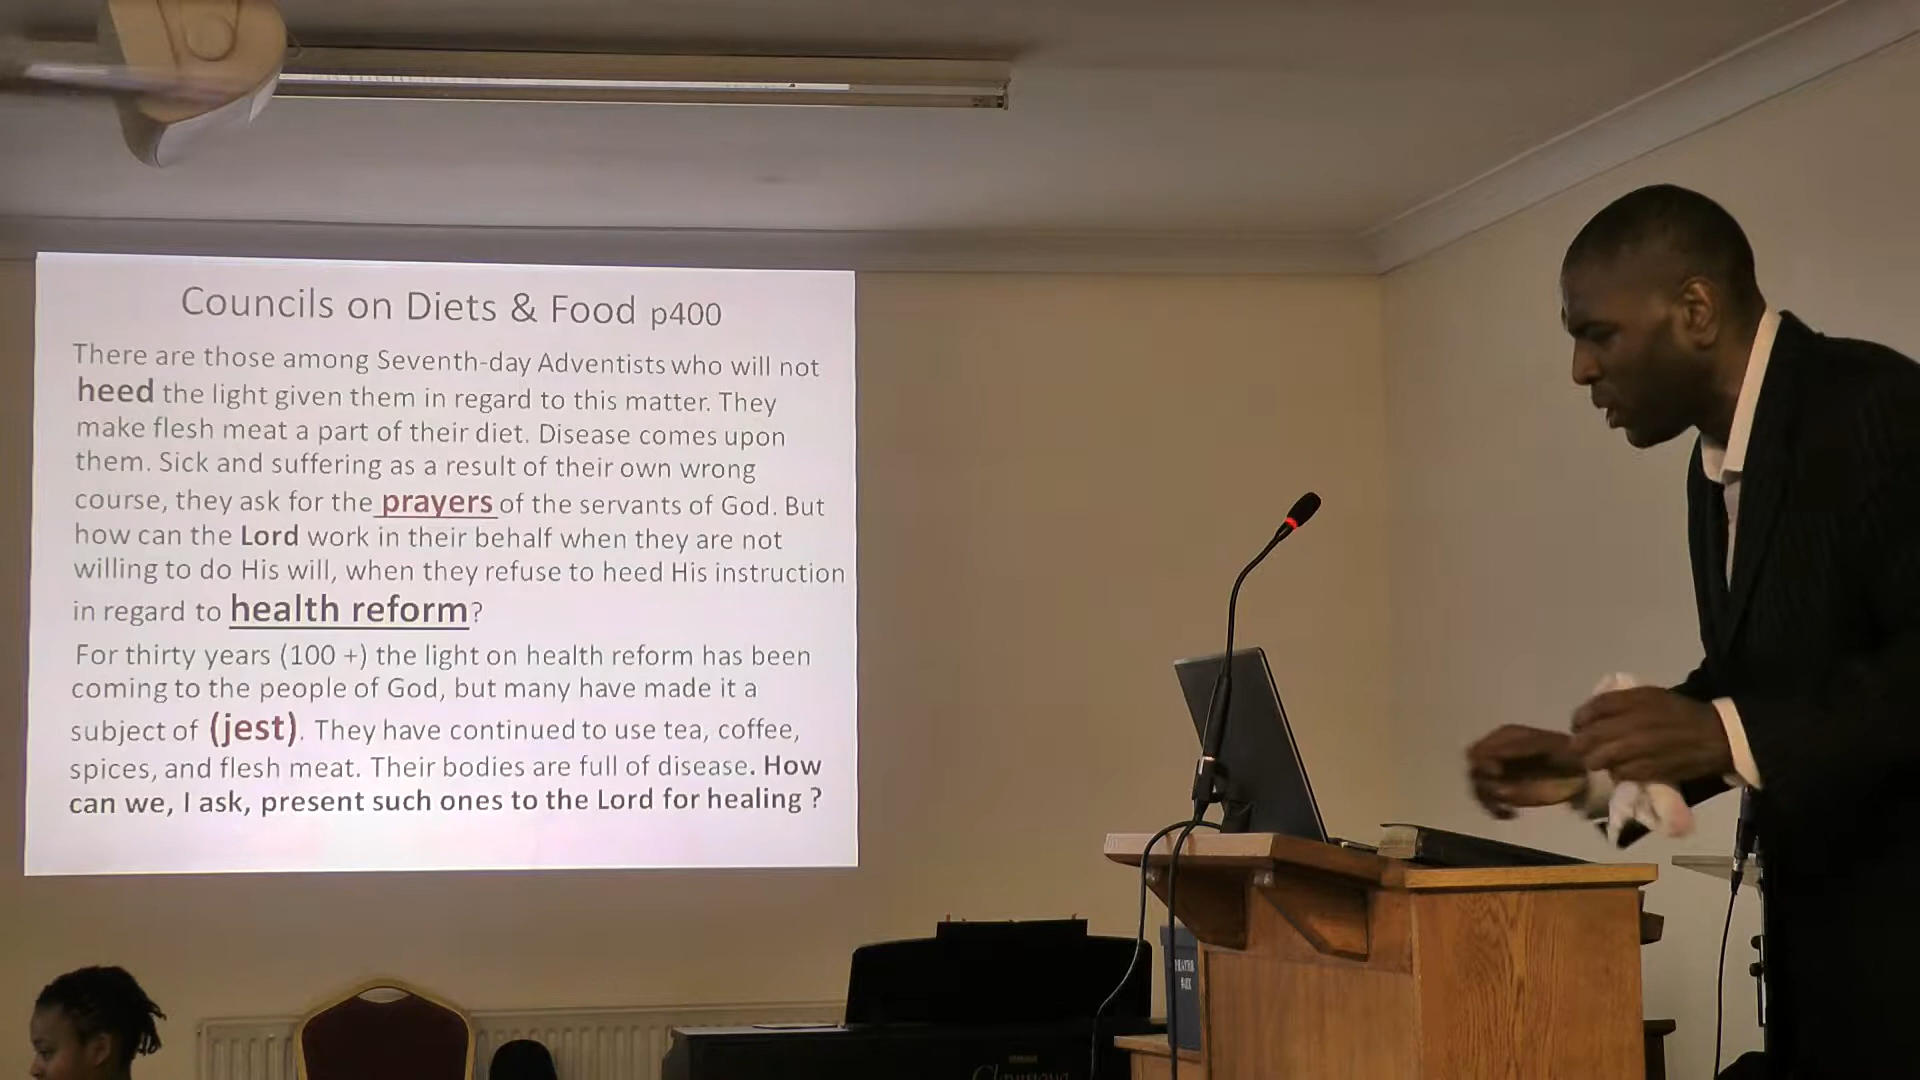 Councils on Diets & Food p400
There are those among Seventh-day Adventists who will not
heed the light given them in regard to this matter. They
make flesh meat a part of their diet. Disease comes upon
them. Sick and suffering as a result of their own wrong
course, they ask for the prayers of the servants of God. But
how can the Lord work in their behalf when they are not
willing to do His will, when they refuse to heed His instruction
in regard to health reform?
For thirty years (100 +) the light on health reform has been
coming to the people of God, but many have made it a
subject of (jest). They have continued to use tea, coffee,
spices, and flesh meat. Their bodies are full of disease. How
can we, I ask, present such ones to the Lord for healing ?
PRAYER
BOX